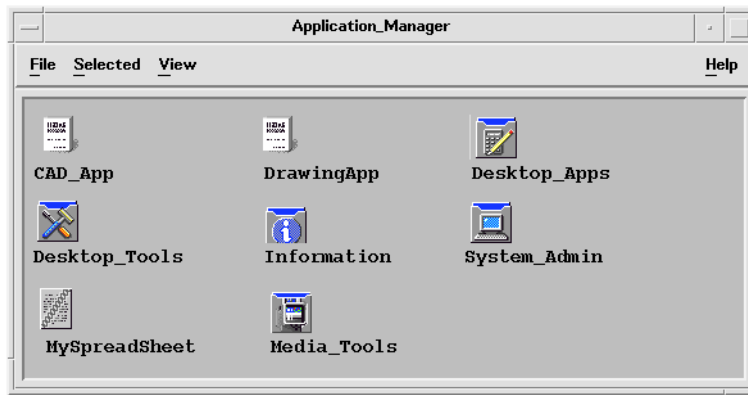 Application_Manager
File Selected View Help
CAD_App DrawingApp Desktop_Apps
Desktop_Tools Information System_Admin
MySpreadSheet Media_Tools